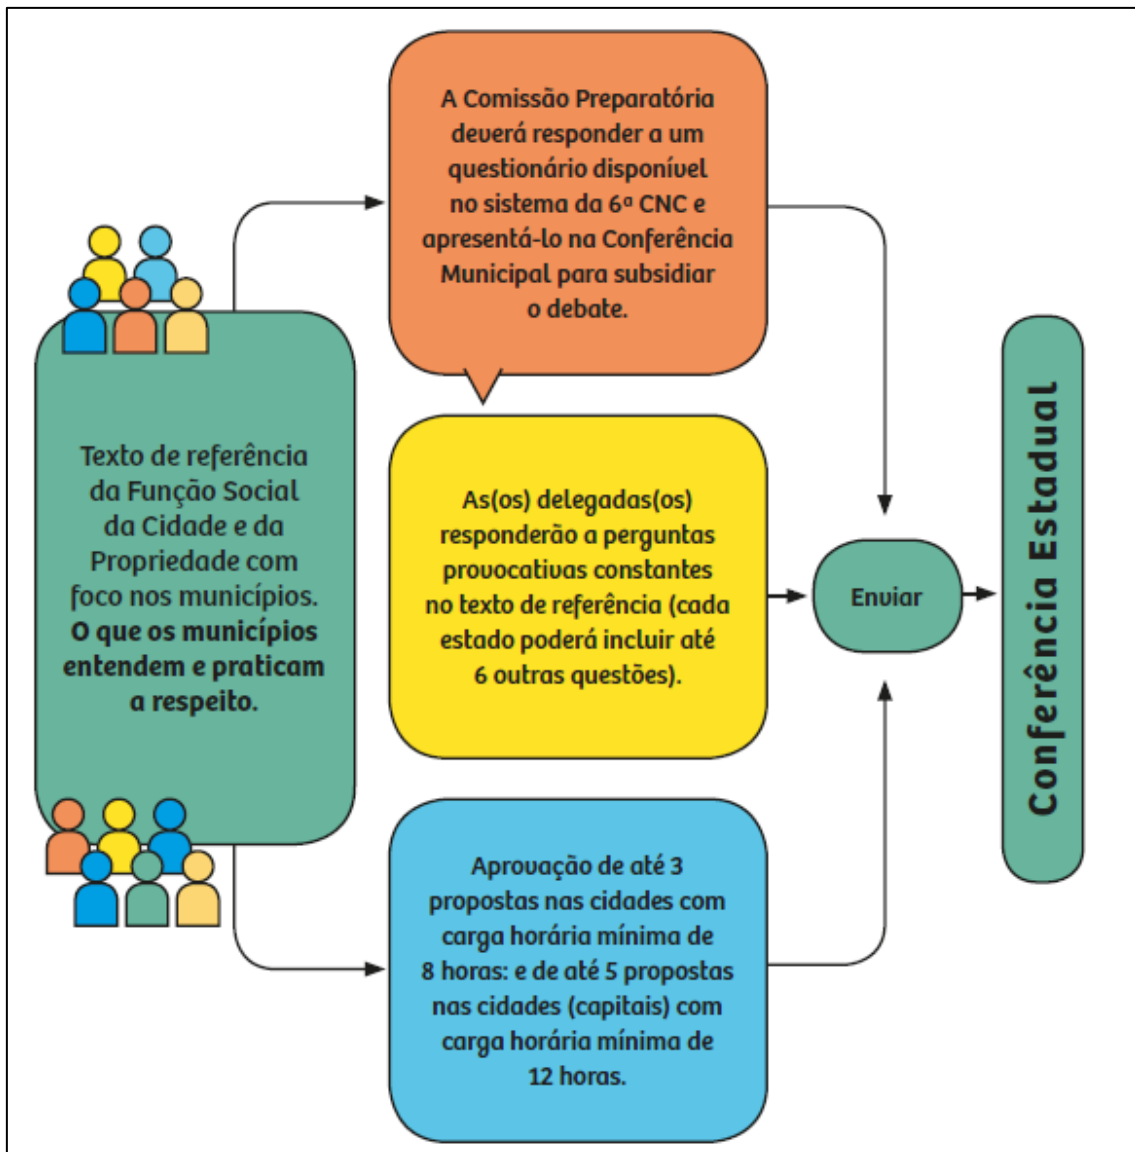 Texto de referência
da Função Social
da Cidade e da
Propriedade com
foco nos municípios.
O que os municípios
entendem e praticam
a respeito.
A Comissão Preparatória
deverá responder a um
questionário disponível
no sistema da 6ª CNC e
apresentá-lo na Conferência
Municipal para subsidiar
o debate.
As(os) delegadas(os)
responderão a perguntas
provocativas constantes
no texto de referência (cada
estado poderá incluir até
6 outras questões).
Aprovação de até 3
propostas nas cidades com
carga horária mínima de
8 horas: e de até 5 propostas
nas cidades (capitais) com
carga horária mínima de
12 horas.
Enviar
Conferência Estadual